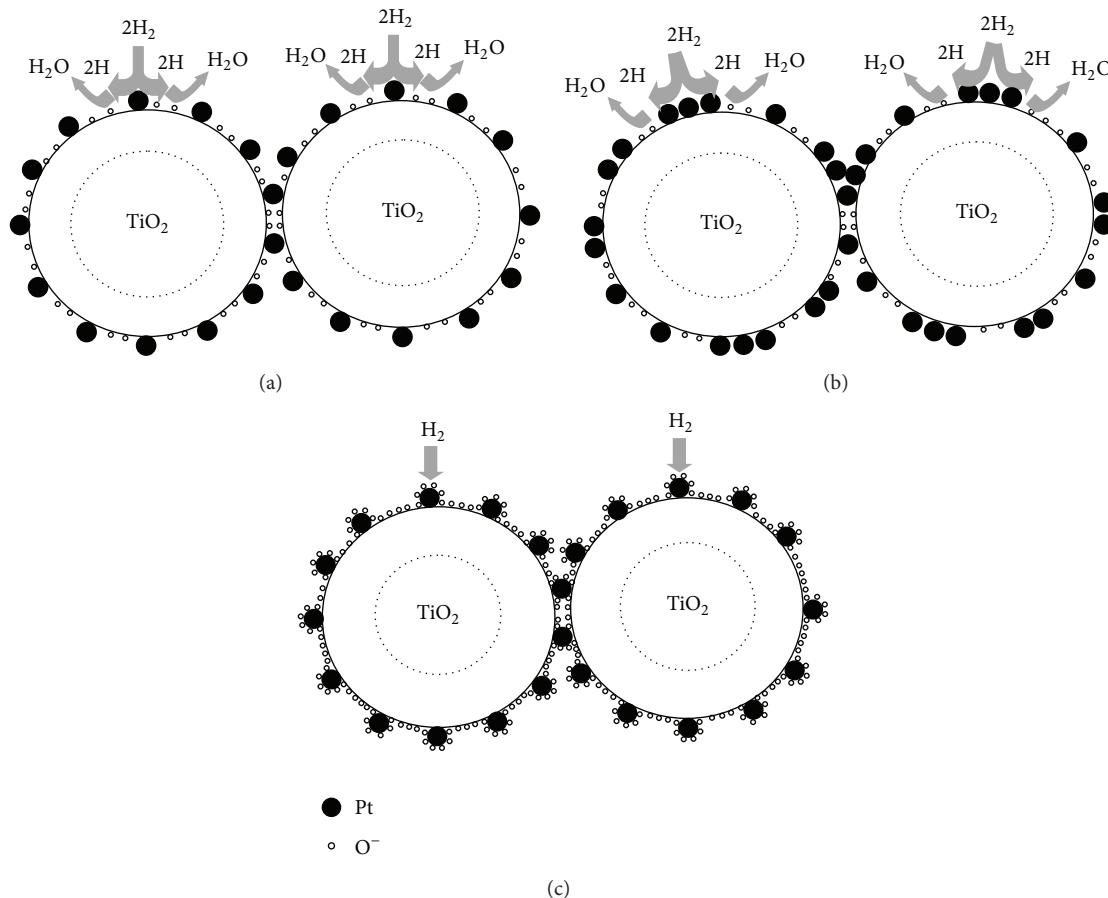 2H₂
2H₂
2H 2H
2H 2H
H₂O H₂O
H₂O H₂O
TiO₂
TiO₂
(a)
2H₂
2H₂
2H 2H
2H 2H
H₂O H₂O
H₂O H₂O
TiO₂
TiO₂
(b)
H₂
H₂
TiO₂
TiO₂
Pt
O⁻
(c)